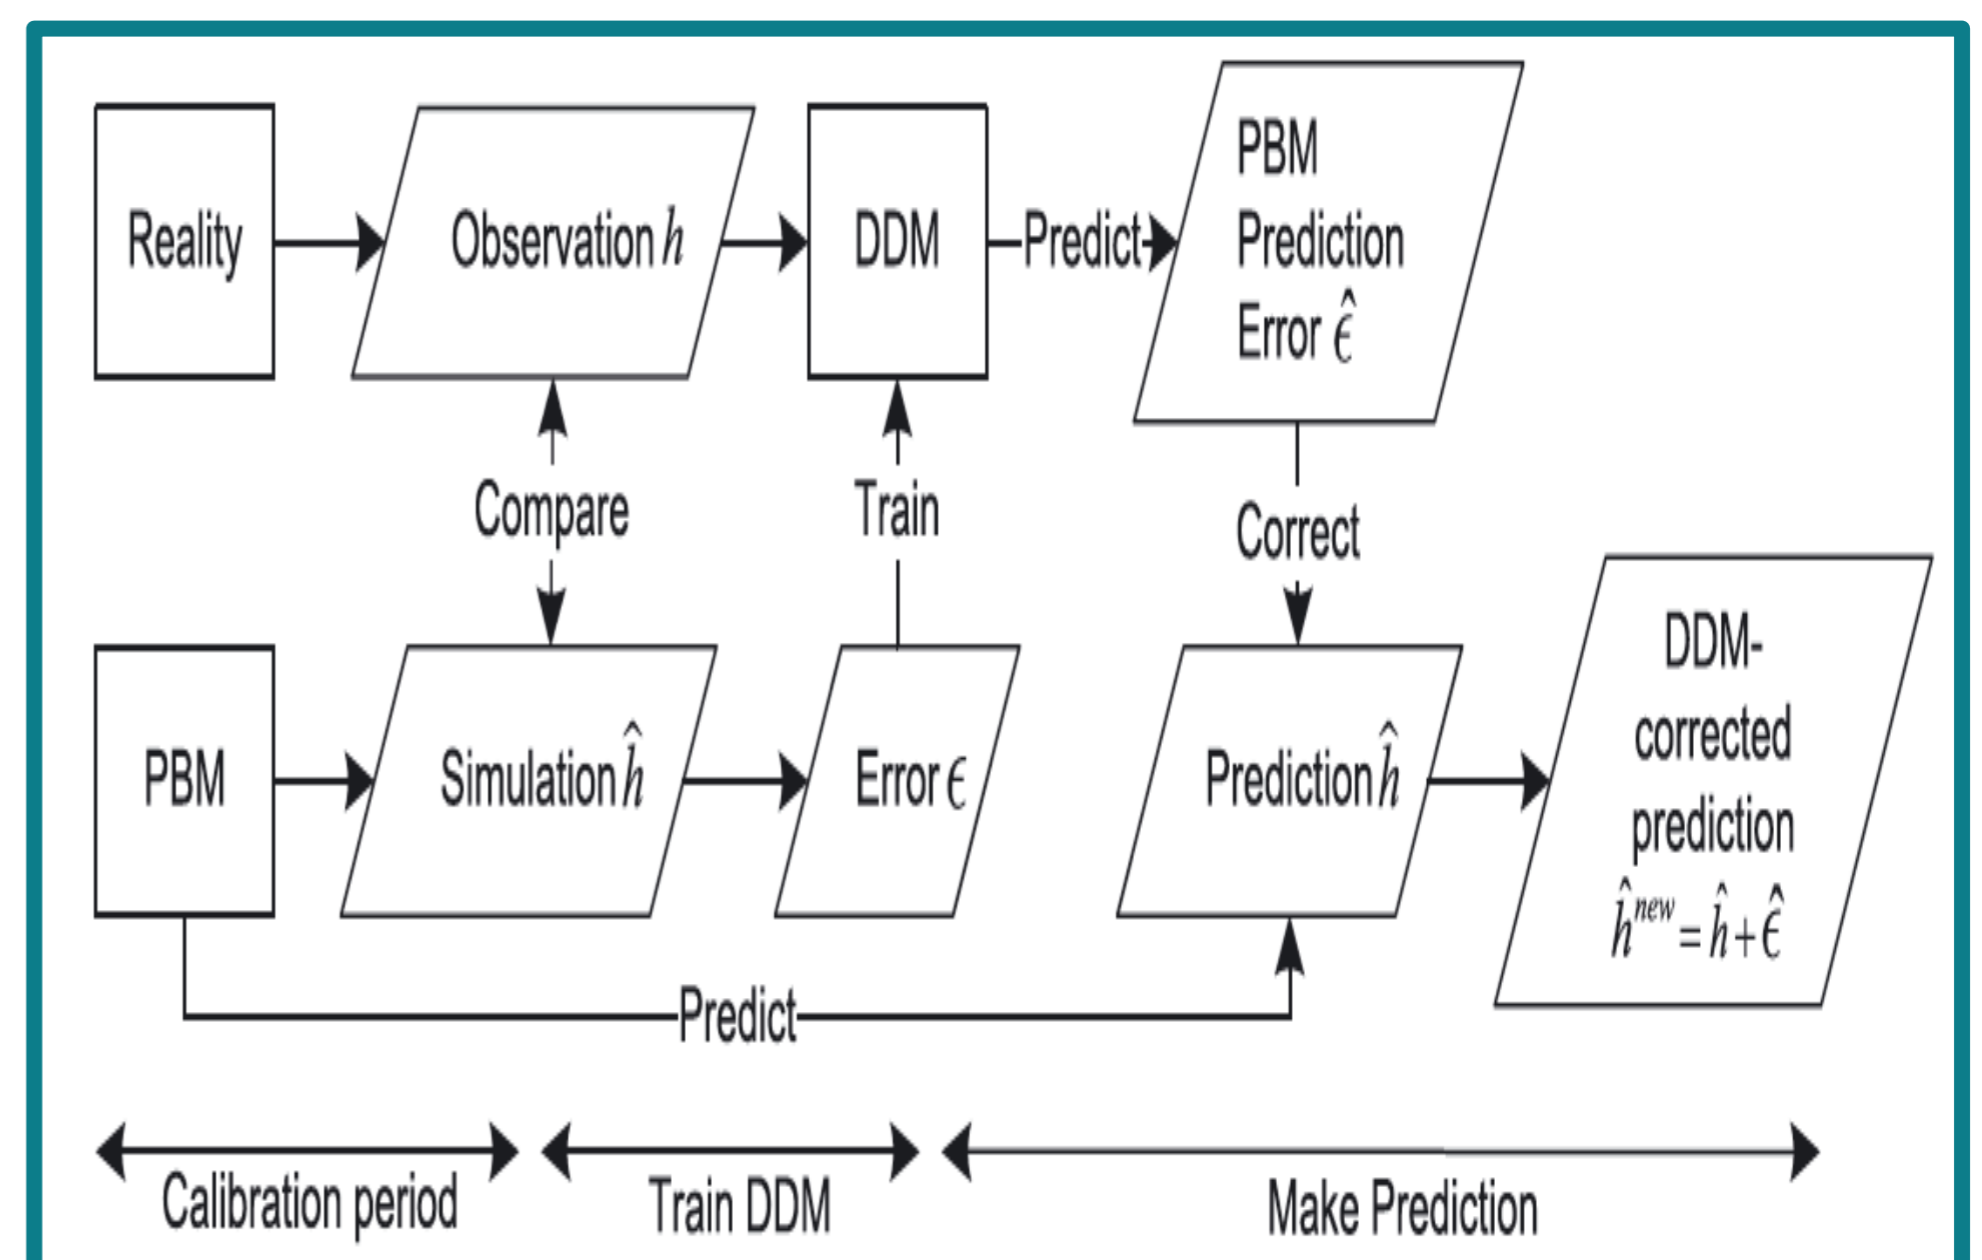 Reality
Observation h
DDM
Predict
PBM
Prediction
Error ϵ̂
Compare
Train
Correct
PBM
Simulation ĥ
Error ϵ
Prediction ĥ
DDM-
corrected
prediction
ĥ^new = ĥ + ϵ̂
Predict
Calibration period
Train DDM
Make Prediction